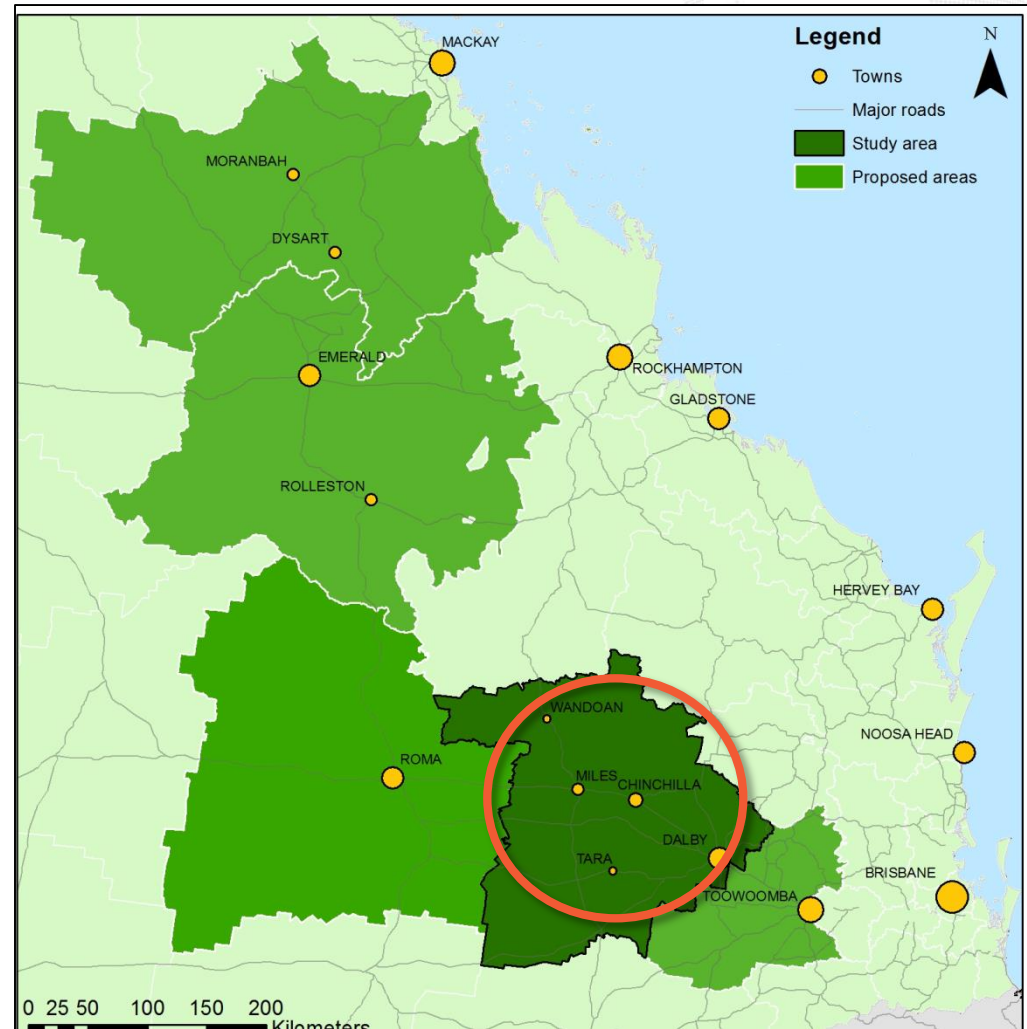 MACKAY
Legend
N
Towns
Major roads
Study area
Proposed areas
MORANBAH
DYSART
EMERALD
ROCKHAMPTON
GLADSTONE
ROLLESTON
HERVEY BAY
WANDOAN
NOOSA HEAD
ROMA
MILES
CHINCHILLA
DALBY
TARA
BRISBANE
TOOWOOMBA
0 25 50 100 150 200
Kilometers